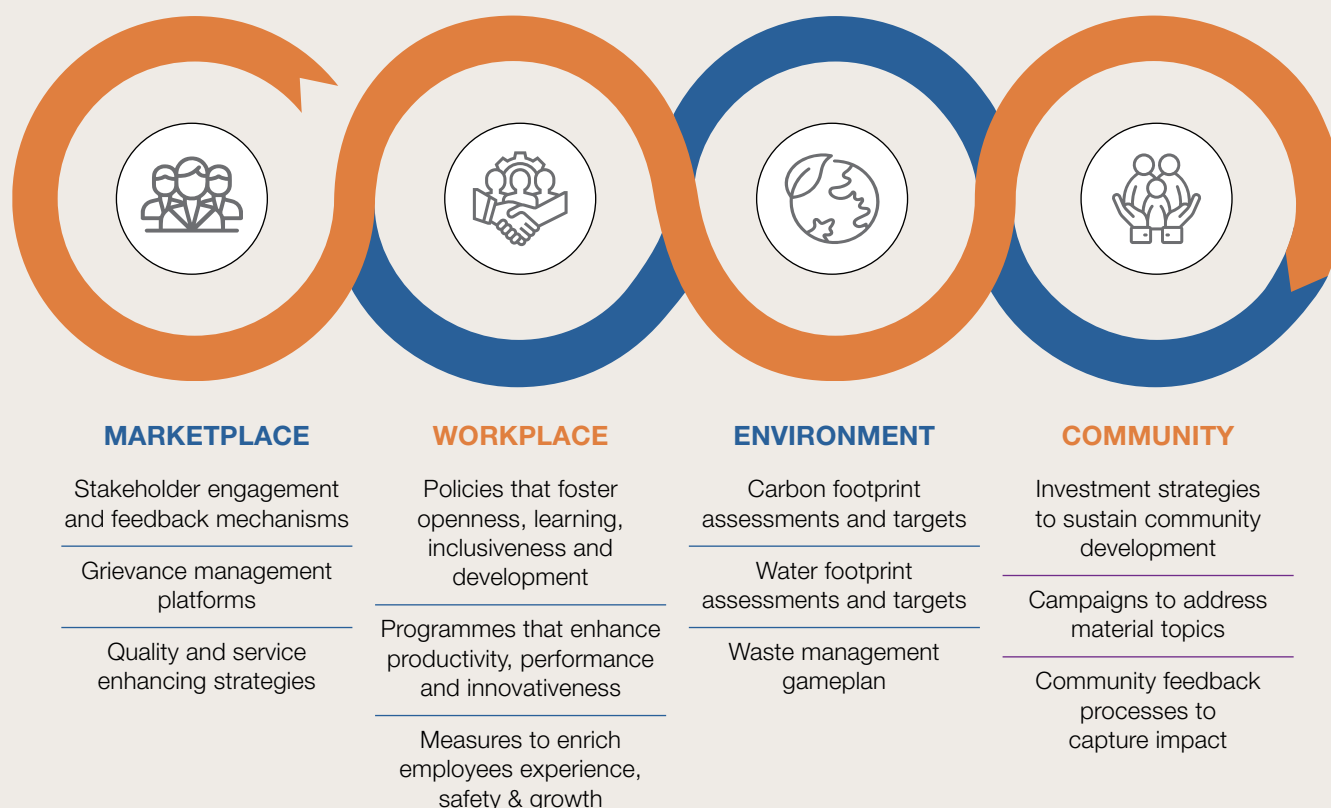 MARKETPLACE
Stakeholder engagement
and feedback mechanisms
Grievance management
platforms
Quality and service
enhancing strategies
WORKPLACE
Policies that foster
openness, learning,
inclusiveness and
development
Programmes that enhance
productivity, performance
and innovativeness
Measures to enrich
employees experience,
safety & growth
ENVIRONMENT
Carbon footprint
assessments and targets
Water footprint
assessments and targets
Waste management
gameplan
COMMUNITY
Investment strategies
to sustain community
development
Campaigns to address
material topics
Community feedback
processes to
capture impact